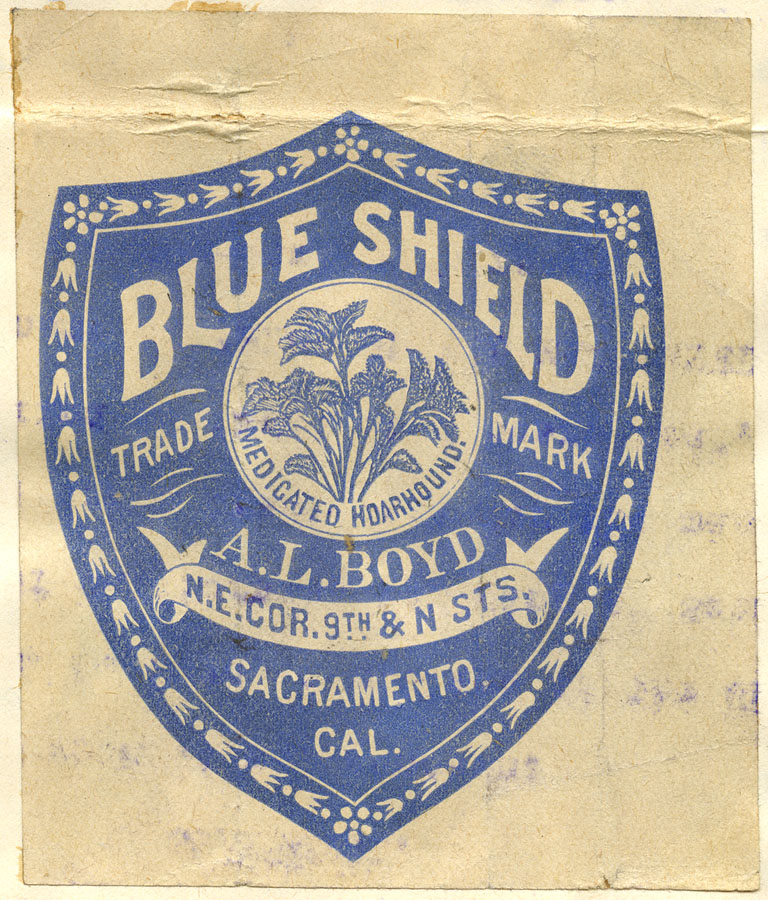 BLUE SHIELD
TRADE MARK
MEDICATED HOARHOUND.
A. L. BOYD
N.E. COR. 9TH & N STS.
SACRAMENTO.
CAL.